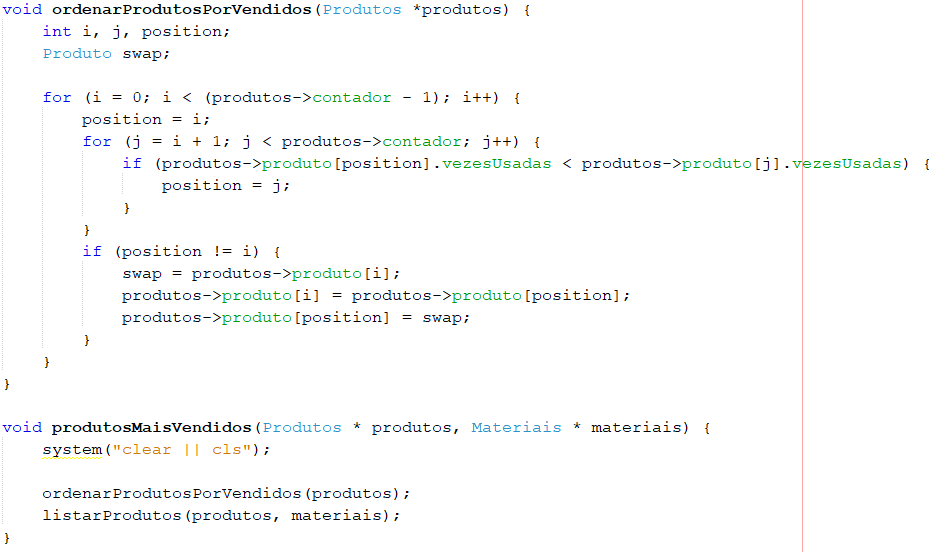 void ordenarProdutosPorVendidos(Produtos *produtos) {
    int i, j, position;
    Produto swap;

    for (i = 0; i < (produtos->contador - 1); i++) {
        position = i;
        for (j = i + 1; j < produtos->contador; j++) {
            if (produtos->produto[position].vezesUsadas < produtos->produto[j].vezesUsadas) {
                position = j;
            }
        }
        if (position != i) {
            swap = produtos->produto[i];
            produtos->produto[i] = produtos->produto[position];
            produtos->produto[position] = swap;
        }
    }
}

void produtosMaisVendidos(Produtos * produtos, Materiais * materiais) {
    system("clear || cls");

    ordenarProdutosPorVendidos(produtos);
    listarProdutos(produtos, materiais);
}